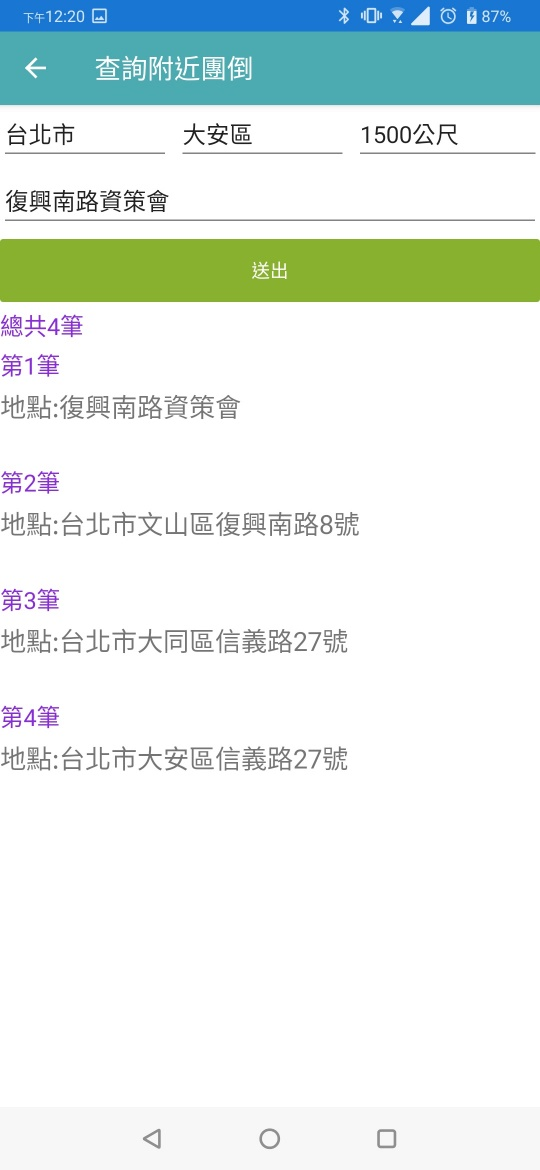 下午12:20 87%
查詢附近團倒
台北市 大安區 1500公尺
復興南路資策會
送出
總共4筆
第1筆
地點:復興南路資策會
第2筆
地點:台北市文山區復興南路8號
第3筆
地點:台北市大同區信義路27號
第4筆
地點:台北市大安區信義路27號